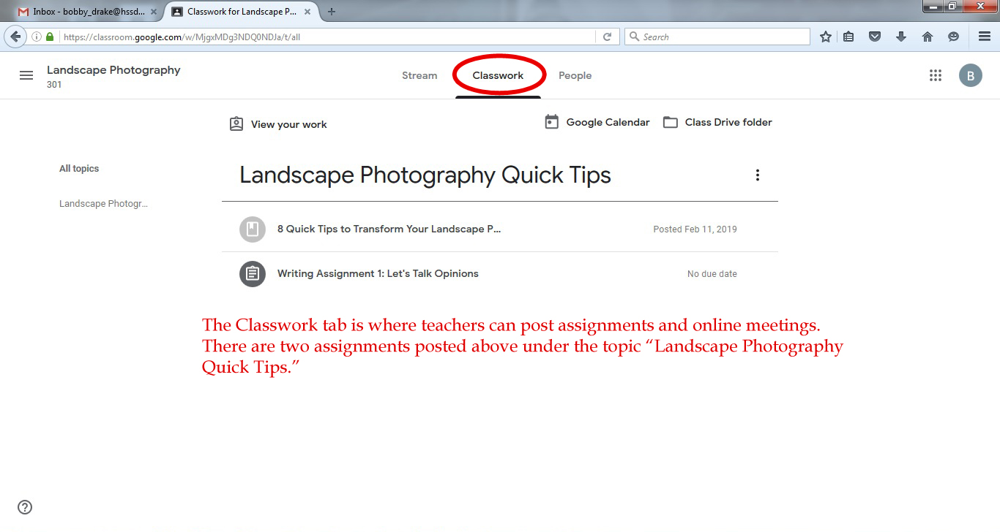 Inbox - bobby_drake@hssd...
Classwork for Landscape P...
https://classroom.google.com/w/MjgxMDg3NDQ0NDJa/t/all
Search
Landscape Photography
301
Stream
Classwork
People
B
View your work
Google Calendar
Class Drive folder
All topics
Landscape Photogr...
Landscape Photography Quick Tips
8 Quick Tips to Transform Your Landscape P...
Posted Feb 11, 2019
Writing Assignment 1: Let's Talk Opinions
No due date
The Classwork tab is where teachers can post assignments and online meetings.
There are two assignments posted above under the topic “Landscape Photography
Quick Tips.”